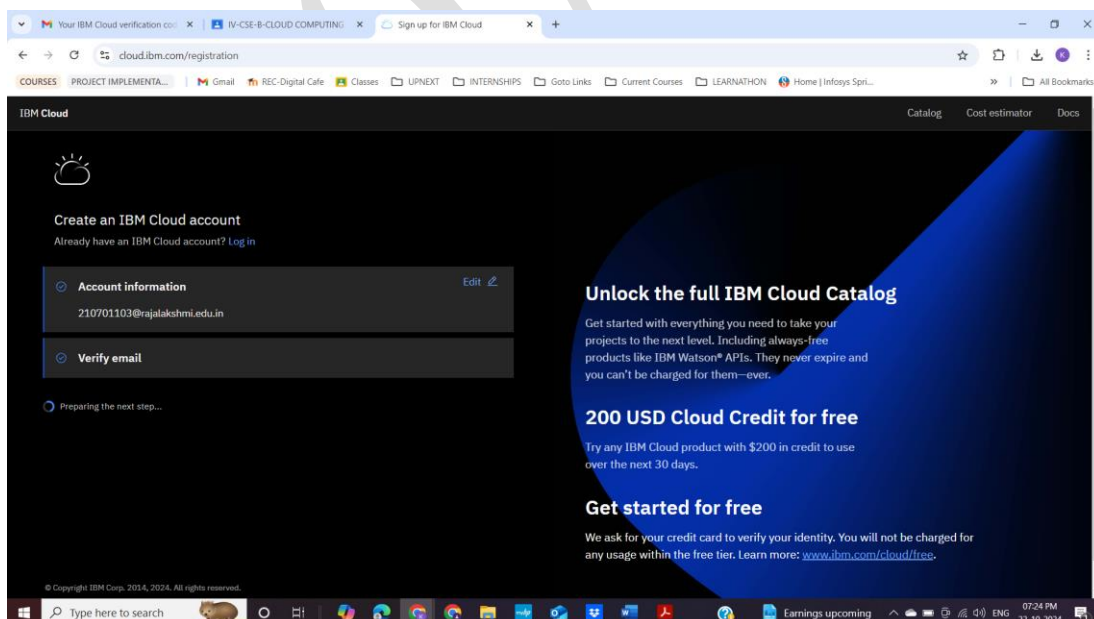 Your IBM Cloud verification cod
IV-CSE-B-CLOUD COMPUTING
Sign up for IBM Cloud
cloud.ibm.com/registration
K
COURSES
PROJECT IMPLEMENTA...
Gmail
REC-Digital Cafe
Classes
UPNEXT
INTERNSHIPS
Goto Links
Current Courses
LEARNATHON
Home | Infosys Spri...
All Bookmarks
IBM Cloud
Catalog
Cost estimator
Docs
Create an IBM Cloud account
Already have an IBM Cloud account? Log in
Account information
Edit
210701103@rajalakshmi.edu.in
Verify email
Preparing the next step...
Unlock the full IBM Cloud Catalog
Get started with everything you need to take your
projects to the next level. Including always-free
products like IBM Watson® APIs. They never expire and
you can't be charged for them—ever.
200 USD Cloud Credit for free
Try any IBM Cloud product with $200 in credit to use
over the next 30 days.
Get started for free
We ask for your credit card to verify your identity. You will not be charged for
any usage within the free tier. Learn more: www.ibm.com/cloud/free.
© Copyright IBM Corp. 2014, 2024. All rights reserved.
Type here to search
Earnings upcoming
ENG
07:24 PM